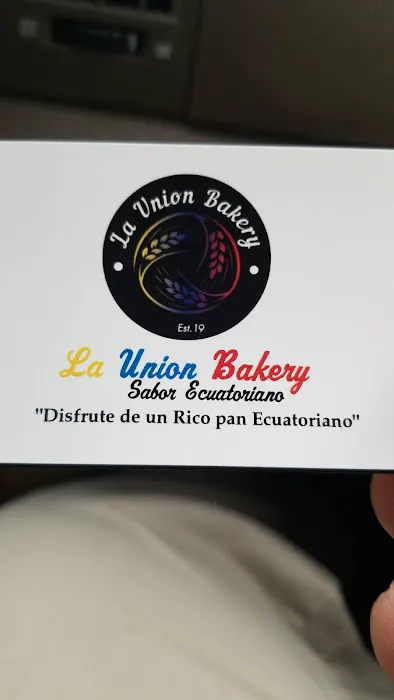 La Union Bakery
Est. 19
La Union Bakery
Sabor Ecuatoriano
"Disfrute de un Rico pan Ecuatoriano"